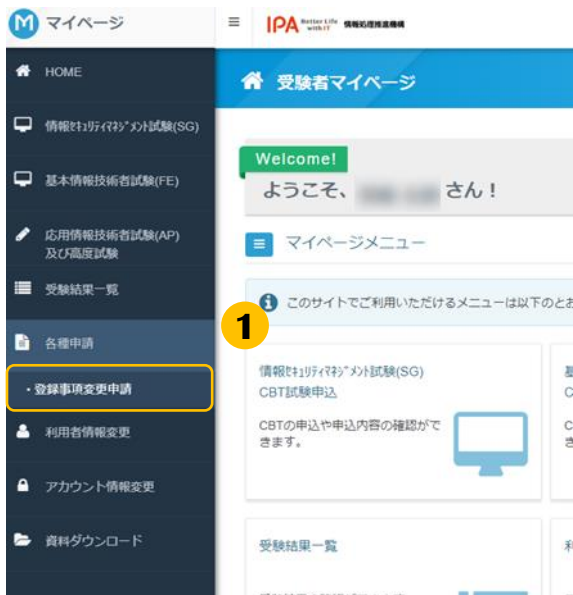 M マイページ
HOME
情報ｾｷｭﾘﾃｨﾏﾈｼﾞﾒﾝﾄ試験(SG)
基本情報技術者試験(FE)
応用情報技術者試験(AP)
及び高度試験
受験結果一覧
各種申請
・登録事項変更申請
利用者情報変更
アカウント情報変更
資料ダウンロード
IPA Better Life with IT 情報処理推進機構
受験者マイページ
Welcome!
ようこそ、 さん！
マイページメニュー
このサイトでご利用いただけるメニューは以下のとお
1
情報ｾｷｭﾘﾃｨﾏﾈｼﾞﾒﾝﾄ試験(SG)
CBT試験申込
CBTの申込や申込内容の確認がで
きます。
受験結果一覧